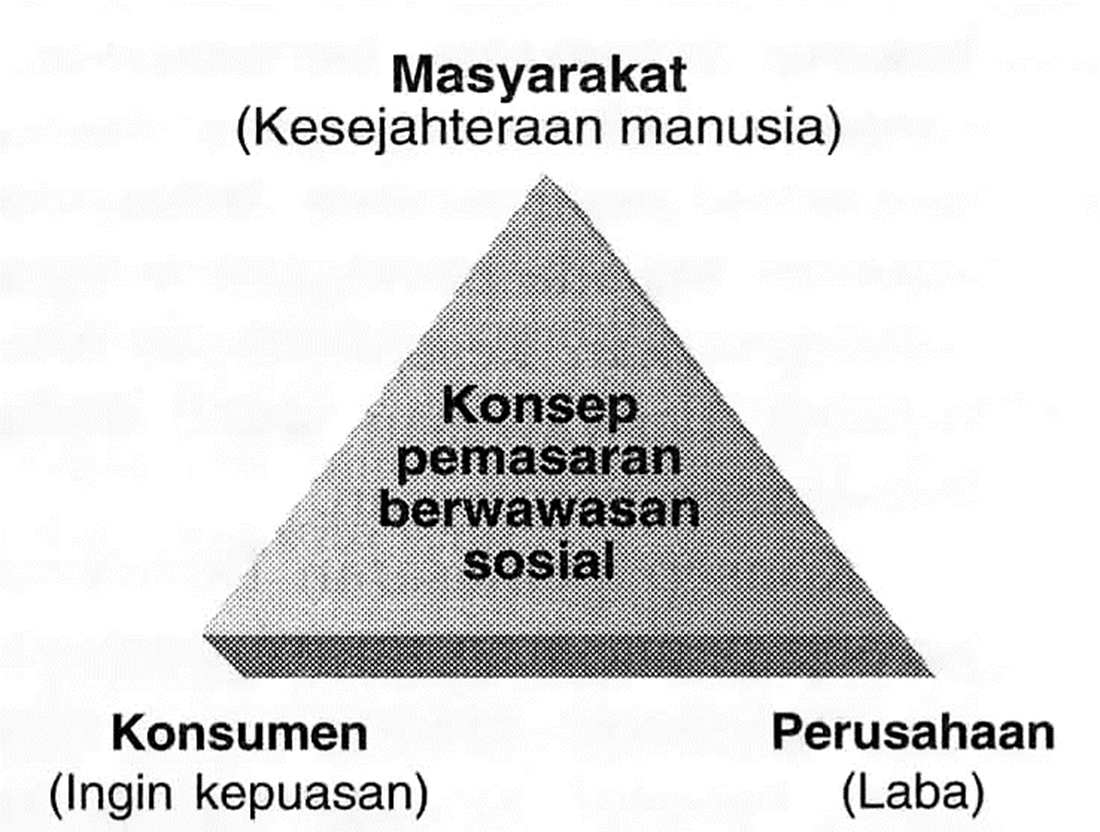 Masyarakat
(Kesejahteraan manusia)
Konsep
pemasaran
berwawasan
sosial
Konsumen
(Ingin kepuasan)
Perusahaan
(Laba)